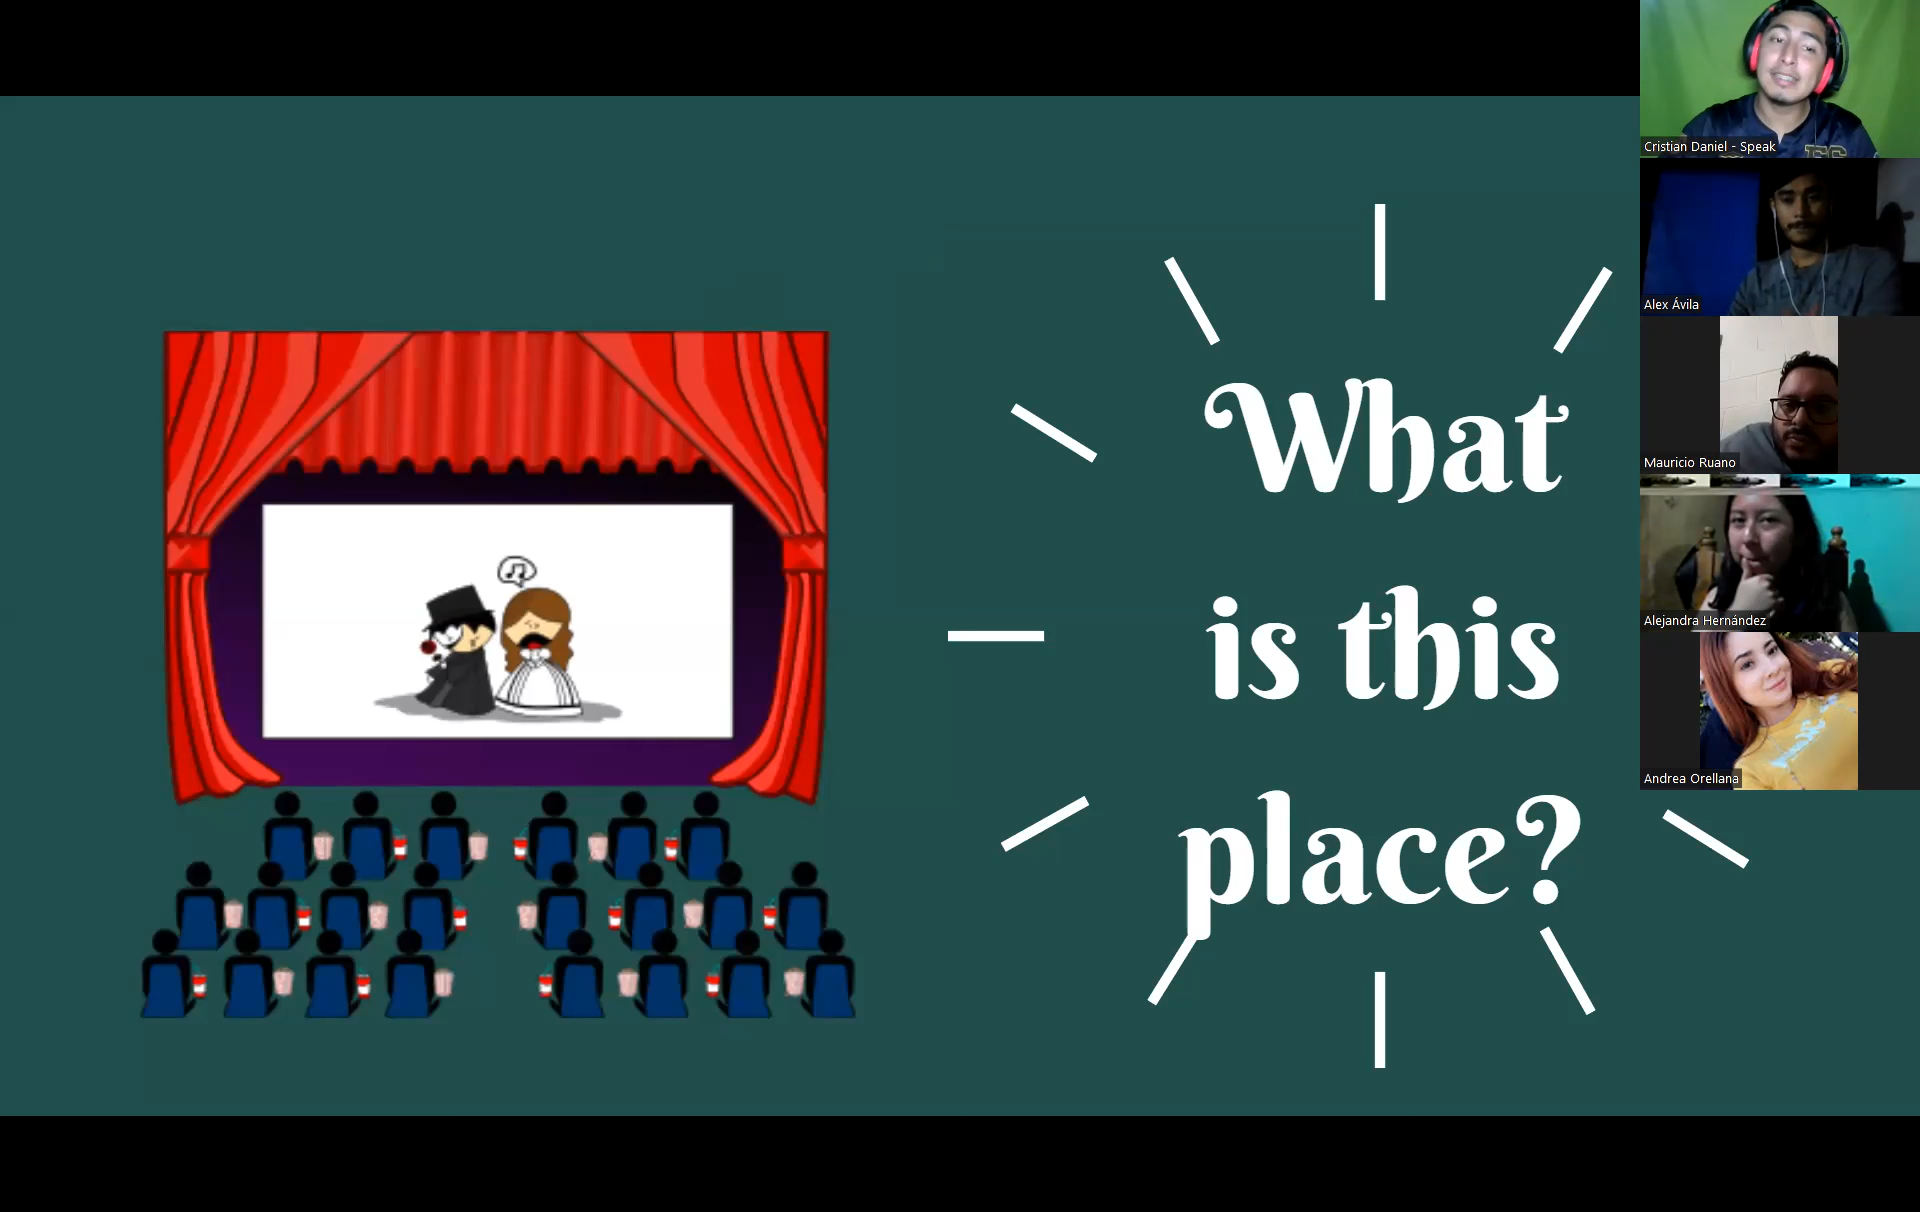 What
is this
place?
Cristian Daniel - Speak
Alex Ávila
Mauricio Ruano
Alejandra Hernández
Andrea Orellana